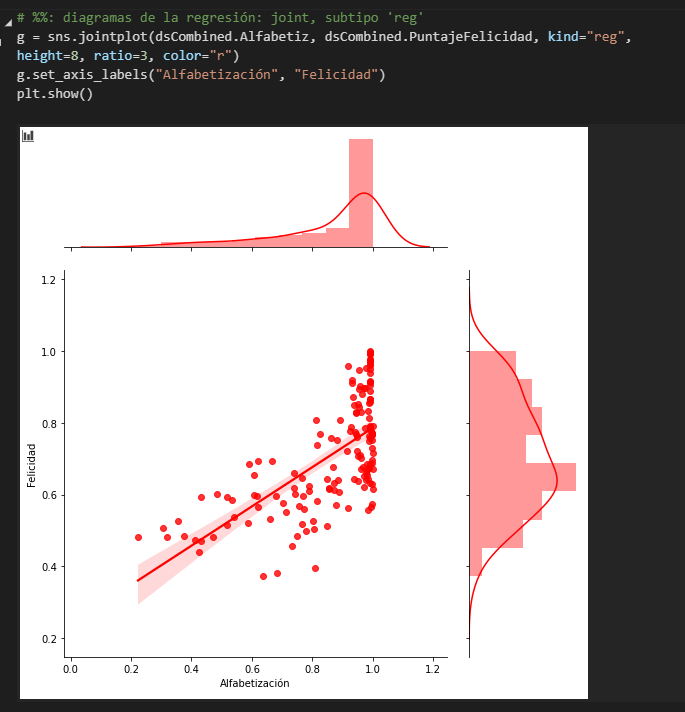 # %%: diagramas de la regresión: joint, subtipo 'reg'
g = sns.jointplot(dsCombined.Alfabetiz, dsCombined.PuntajeFelicidad, kind="reg",
height=8, ratio=3, color="r")
g.set_axis_labels("Alfabetización", "Felicidad")
plt.show()
1.2
1.0
0.8
Felicidad
0.6
0.4
0.2
0.0 0.2 0.4 0.6 0.8 1.0 1.2
Alfabetización